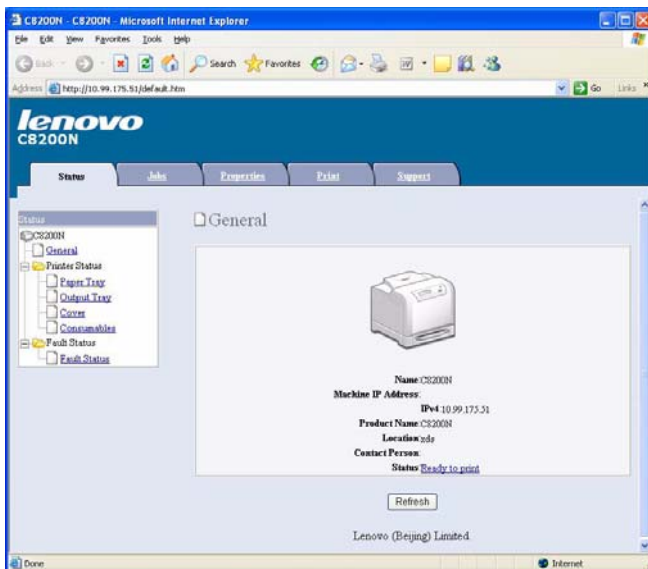 C8200N - C8200N - Microsoft Internet Explorer
File Edit View Favorites Tools Help
Back Search Favorites
Address http://10.99.175.51/default.htm Go Links
lenovo
C8200N
Status Jobs Properties Print Support
Status
C8200N
General
Printer Status
Paper Tray
Output Tray
Cover
Consumables
Fault Status
Fault Status
General
Name: C8200N
Machine IP Address:
IPv4: 10.99.175.51
Product Name: C8200N
Location: zdz
Contact Person:
Status: Ready to print
Refresh
Lenovo (Beijing) Limited
Done Internet